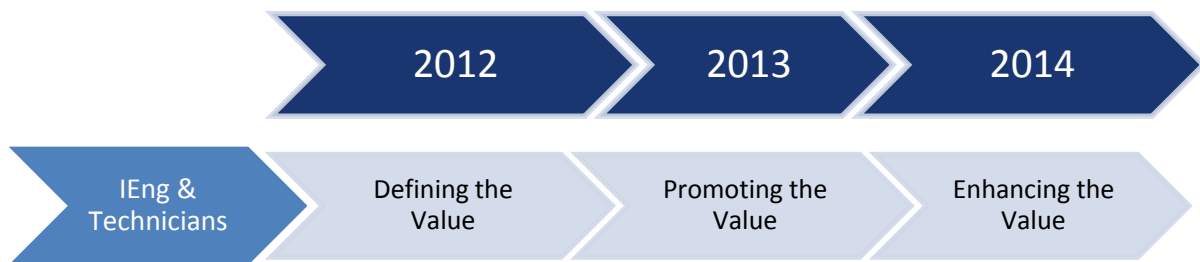 2012
2013
2014
IEng &
Technicians
Defining the
Value
Promoting the
Value
Enhancing the
Value